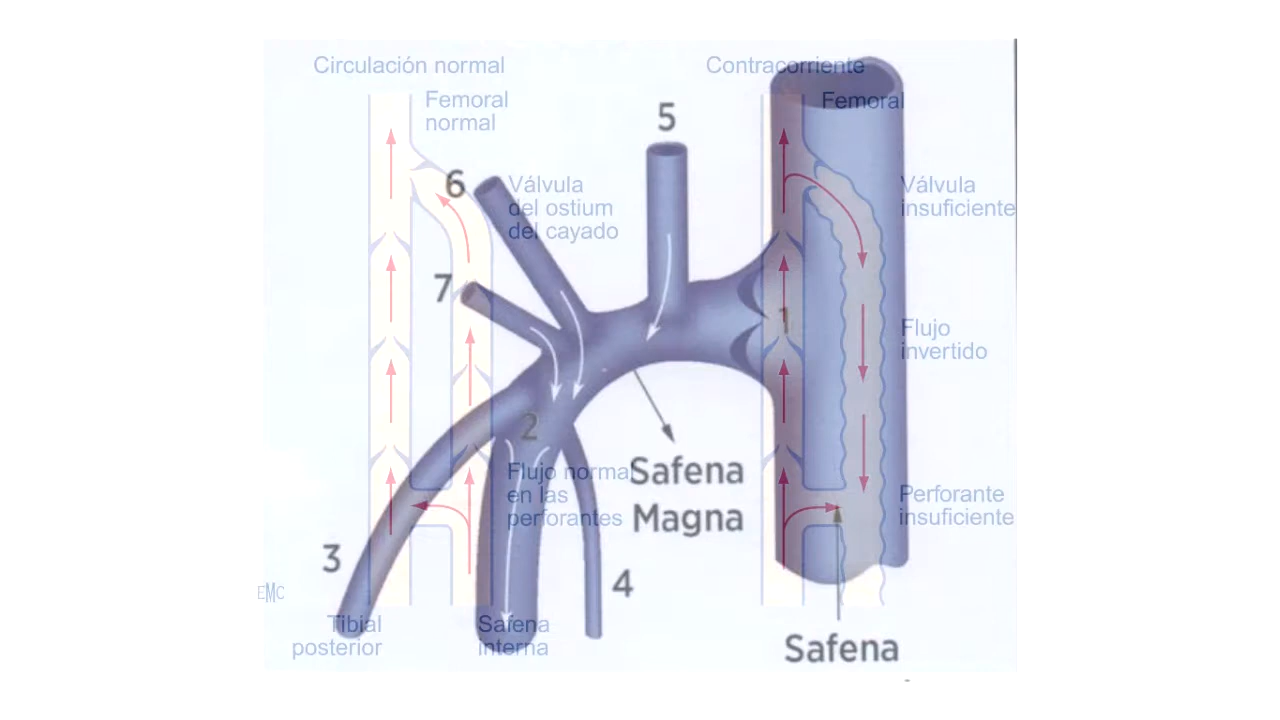 Circulación normal
Contracorriente
Femoral
normal
Femoral
5
6
Válvula
del ostium
del cayado
Válvula
insuficiente
7
1
Flujo
invertido
2
Flujo normal
en las
perforantes
Safena
Magna
Perforante
insuficiente
3
4
EMC
Tibial
posterior
Safena
interna
Safena